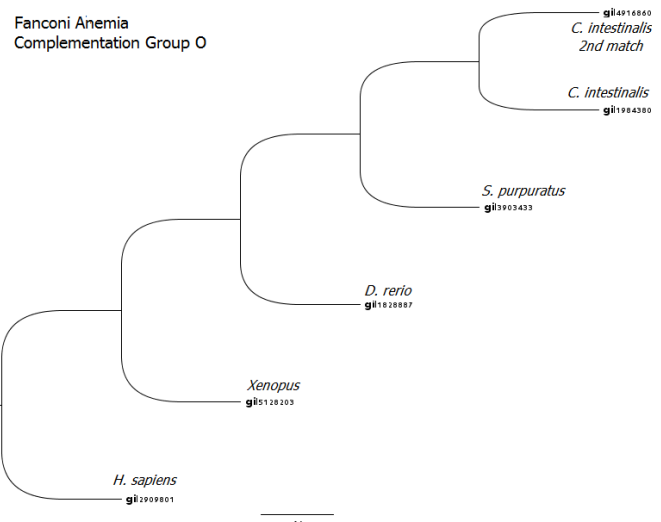 Fanconi Anemia
Complementation Group O
gi|4916860
C. intestinalis
2nd match
C. intestinalis
gi|1984380
S. purpuratus
gi|3903433
D. rerio
gi|1828887
Xenopus
gi|5128203
H. sapiens
gi|2909801